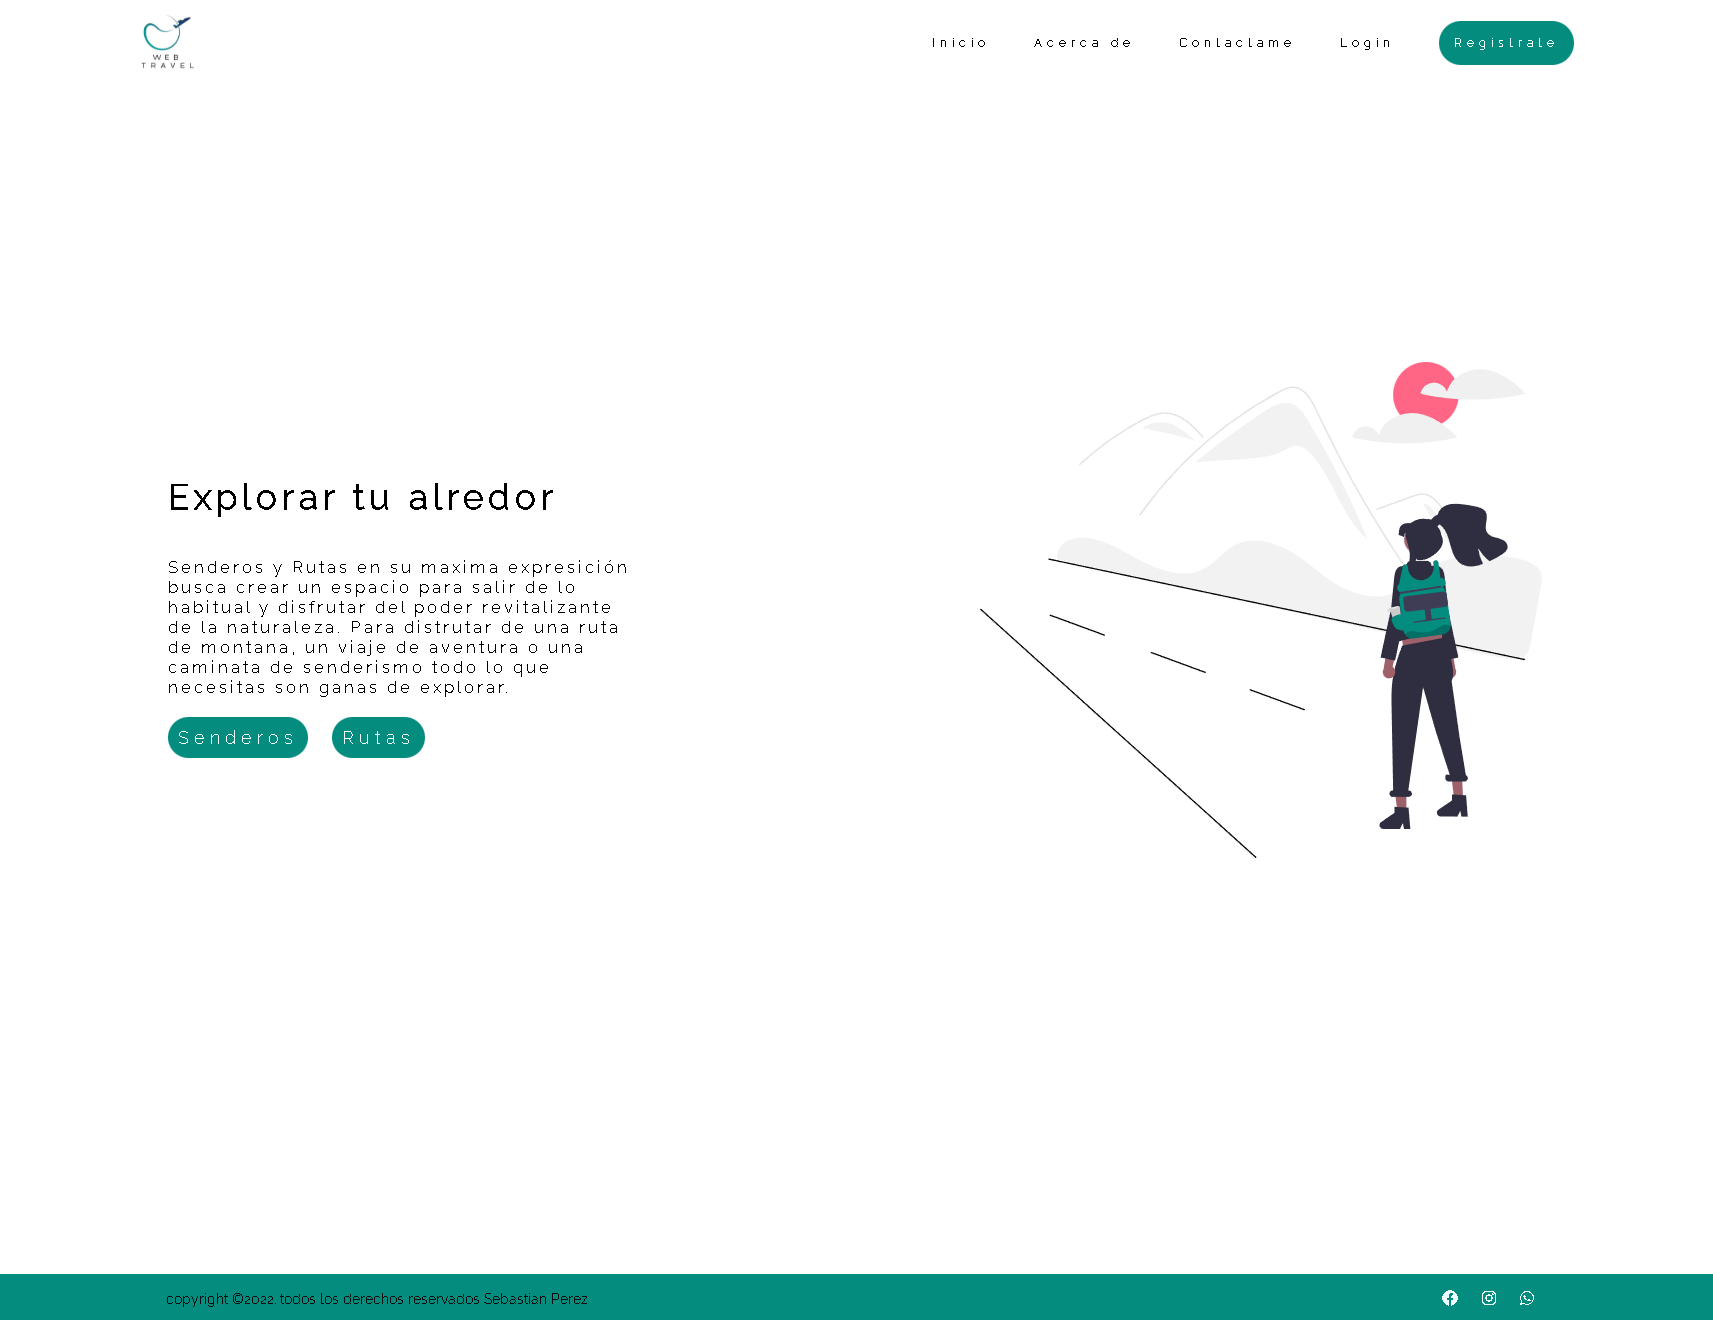 WEB
TRAVEL
Inicio Acerca de Conlaclame Login Regislrale
Explorar tu alredor
Senderos y Rutas en su maxima expresición
busca crear un espacio para salir de lo
habitual y disfrutar del poder revitalizante
de la naturaleza. Para distrutar de una ruta
de montana, un viaje de aventura o una
caminata de senderismo todo lo que
necesitas son ganas de explorar.
Senderos Rutas
copyright ©2022. todos los derechos reservados Sebastian Perez